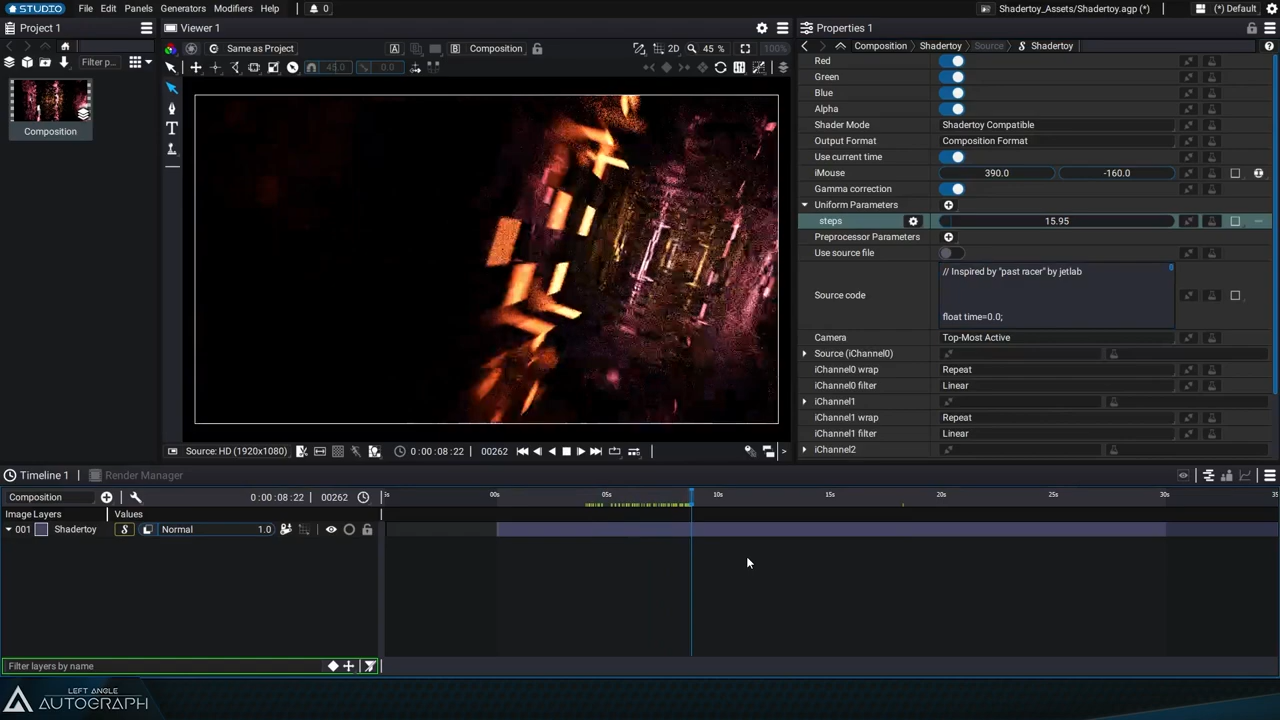 STUDIO File Edit Panels Generators Modifiers Help 0 Shadertoy_Assets/Shadertoy.agp (*) (*) Default
Project 1
Filter p...
Composition
Viewer 1
Same as Project A B Composition 2D 45 % 100%
45.0 0.0
Source: HD (1920x1080) 0:00:08:22 00262
Properties 1
Composition Shadertoy Source S Shadertoy
Red
Green
Blue
Alpha
Shader Mode Shadertoy Compatible
Output Format Composition Format
Use current time
iMouse 390.0 -160.0
Gamma correction
Uniform Parameters
steps 15.95
Preprocessor Parameters
Use source file
Source code
// Inspired by "past racer" by jetlab
float time=0.0;
Camera Top-Most Active
Source (iChannel0)
iChannel0 wrap Repeat
iChannel0 filter Linear
iChannel1
iChannel1 wrap Repeat
iChannel1 filter Linear
iChannel2
Timeline 1 Render Manager
Composition 0:00:08:22 00262
5s 00s 05s 10s 15s 20s 25s 30s 35
Image Layers Values
001 Shadertoy S Normal 1.0
Filter layers by name
LEFT ANGLE
AUTOGRAPH